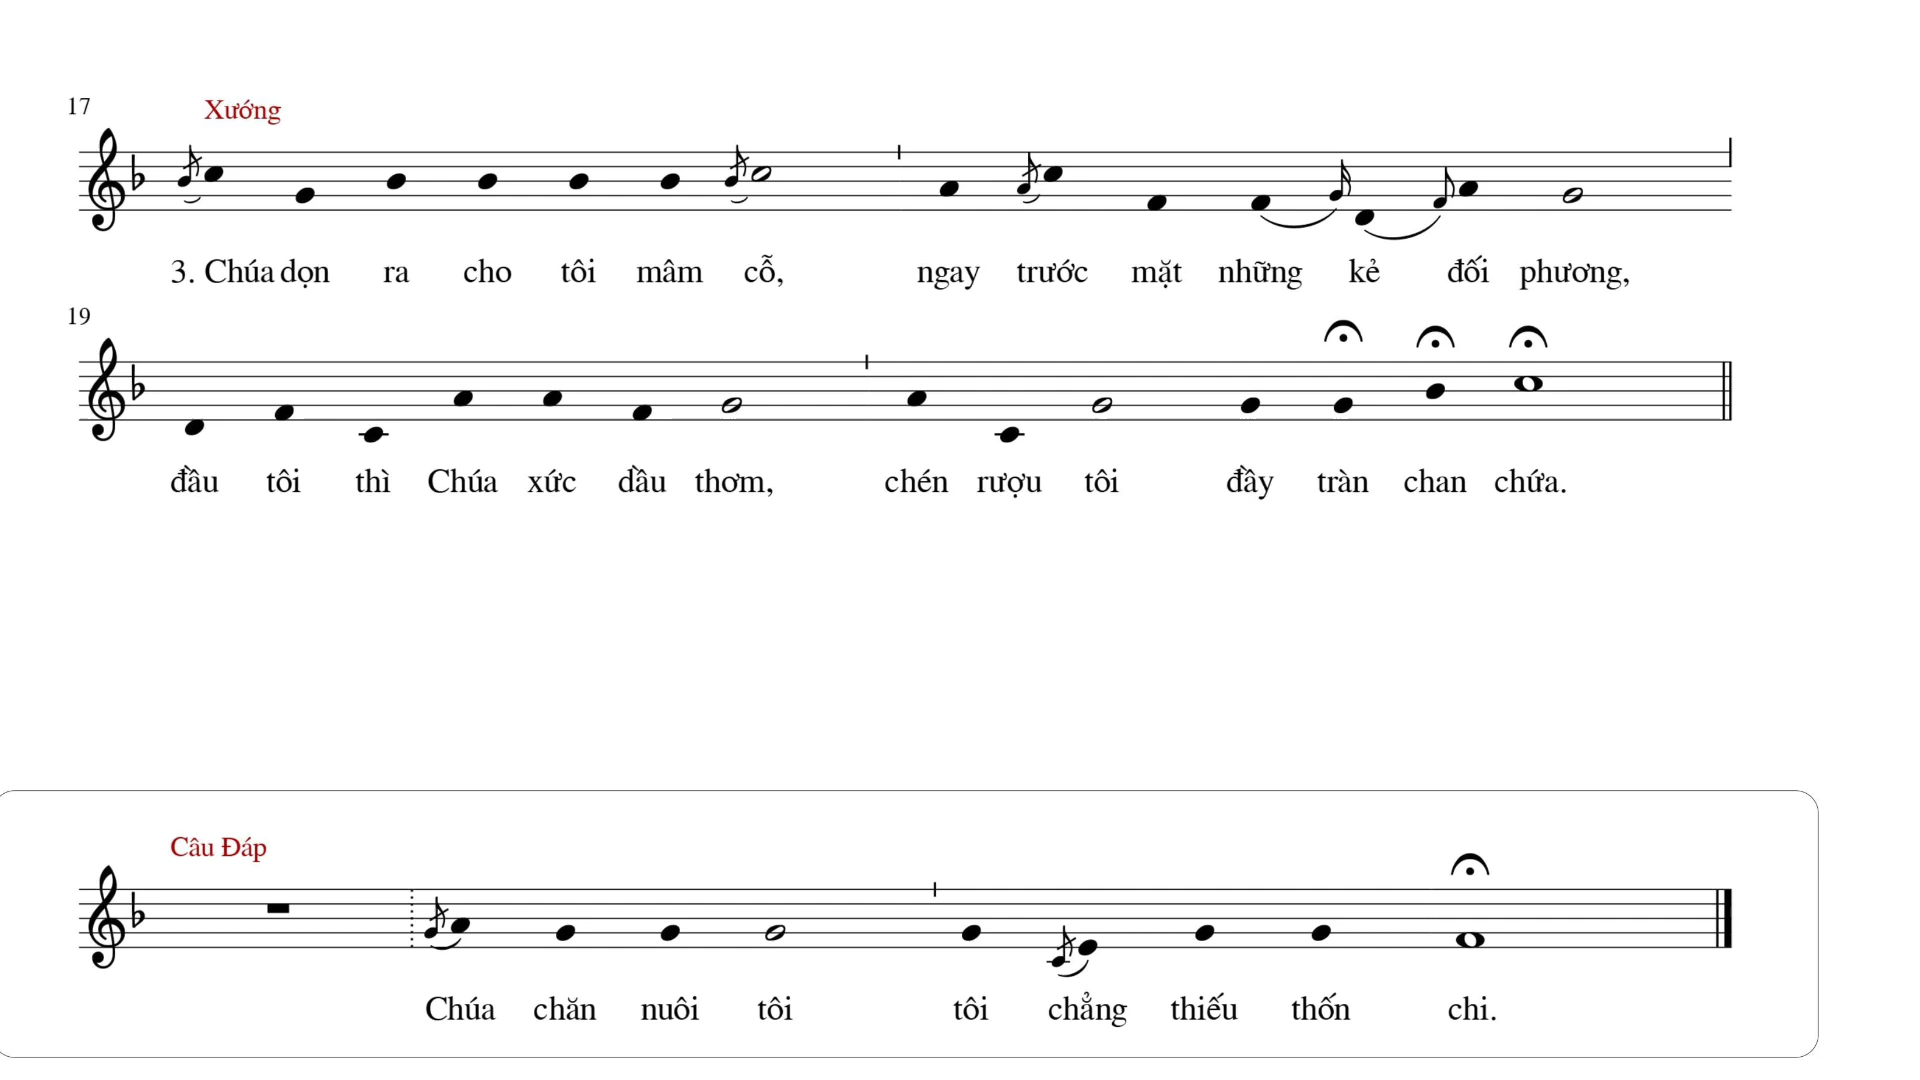 17
Xướng
3. Chúa dọn ra cho tôi mâm cỗ, ngay trước mặt những kẻ đối phương,
19
đầu tôi thì Chúa xức dầu thơm, chén rượu tôi đầy tràn chan chứa.
Câu Đáp
Chúa chăn nuôi tôi tôi chẳng thiếu thốn chi.